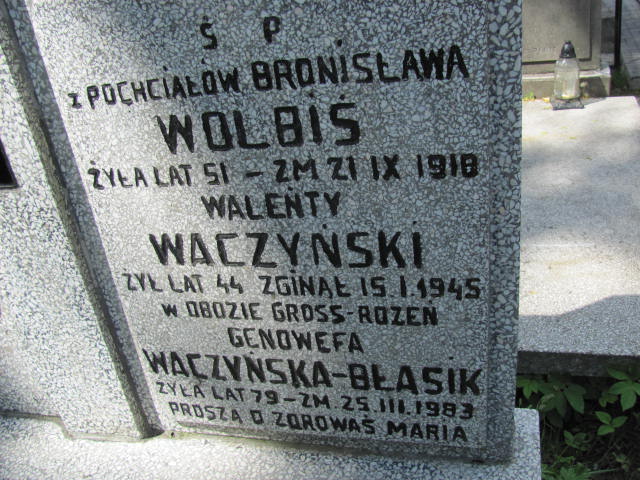 Ś P
z POCHCIAŁÓW BRONISŁAWA
WOLBIŚ
ŻYŁA LAT 51 - ZM 21 IX 1918
WALENTY
WACZYŃSKI
ŻYŁ LAT 44 ZGINĄŁ 15.I.1945
W OBOZIE GROSS-ROZEN
GENOWEFA
WACZYŃSKA-BŁASIK
ŻYŁA LAT 79-ZM. 25.III.1983
PROSZĄ O ZDROWAŚ MARIA